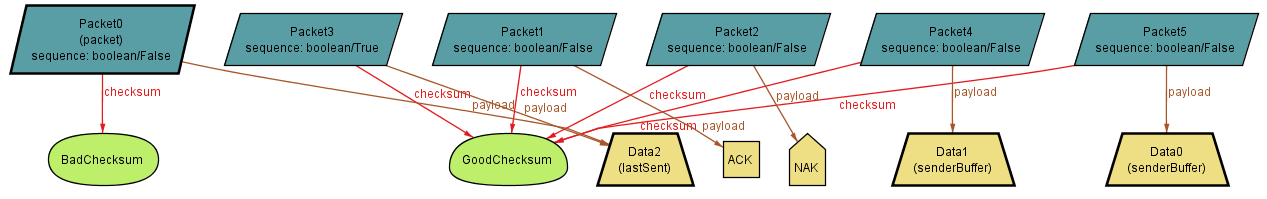 Packet0
(packet)
sequence: boolean/False
Packet3
sequence: boolean/True
Packet1
sequence: boolean/False
Packet2
sequence: boolean/False
Packet4
sequence: boolean/False
Packet5
sequence: boolean/False
checksum
checksum
payload
checksum
payload
checksum
payload
payload
checksum
payload
checksum
payload
BadChecksum
GoodChecksum
Data2
(lastSent)
ACK
NAK
Data1
(senderBuffer)
Data0
(senderBuffer)